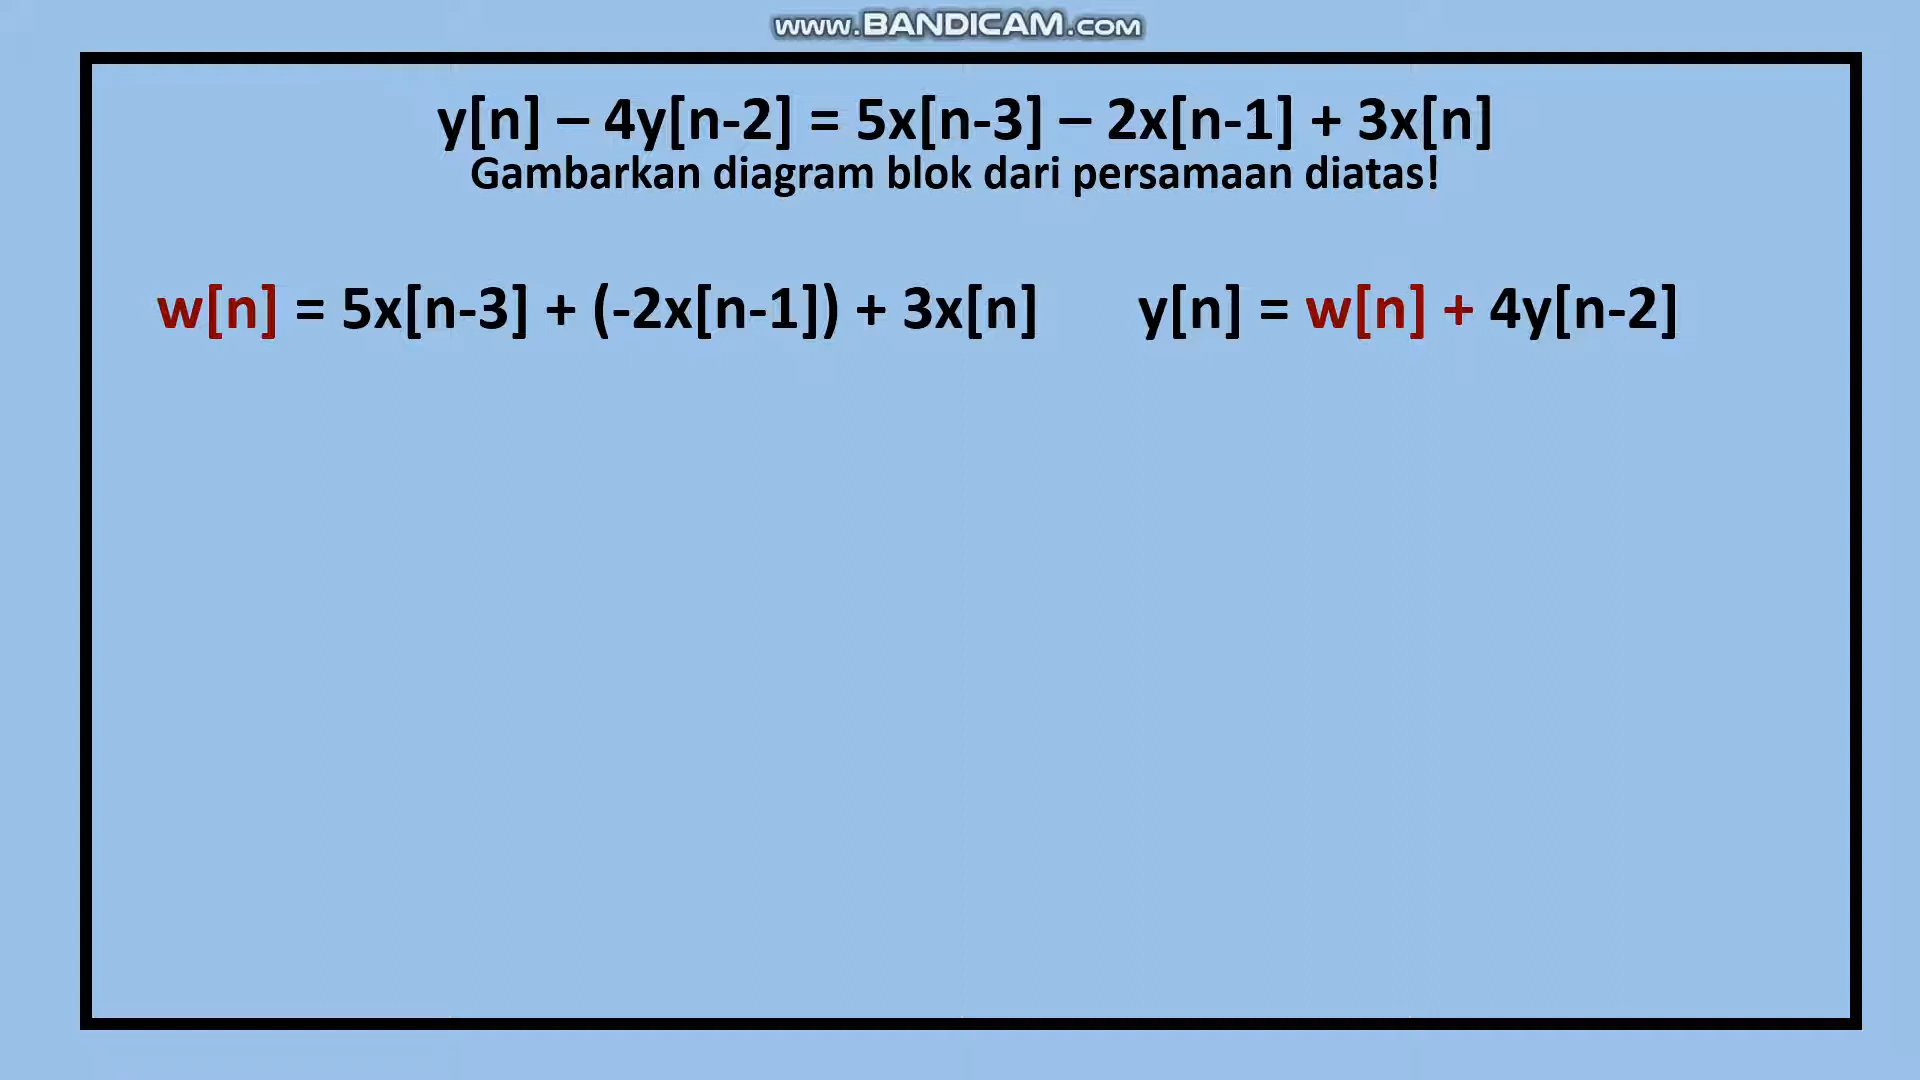 www.BANDICAM.com
y[n] – 4y[n-2] = 5x[n-3] – 2x[n-1] + 3x[n]
Gambarkan diagram blok dari persamaan diatas!
w[n] = 5x[n-3] + (-2x[n-1]) + 3x[n] y[n] = w[n] + 4y[n-2]